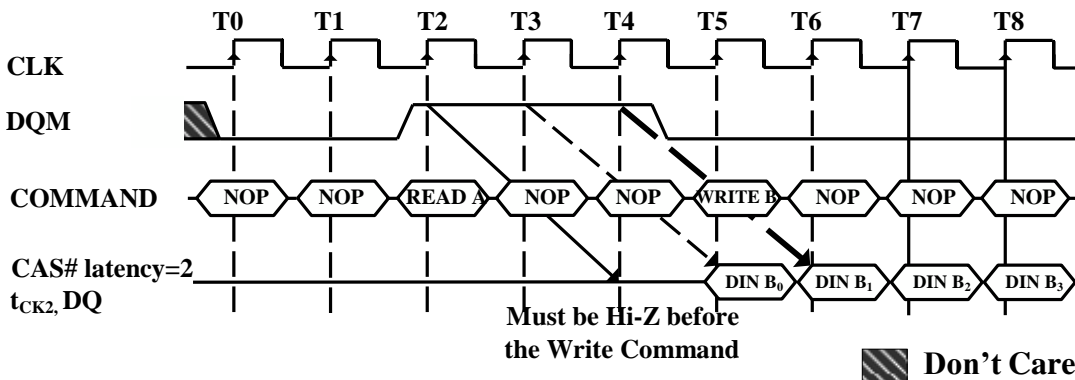 T0 T1 T2 T3 T4 T5 T6 T7 T8
CLK
DQM
COMMAND NOP NOP READ A NOP NOP WRITE B NOP NOP NOP
CAS# latency=2
tCK2, DQ DIN B0 DIN B1 DIN B2 DIN B3
Must be Hi-Z before
the Write Command
Don't Care